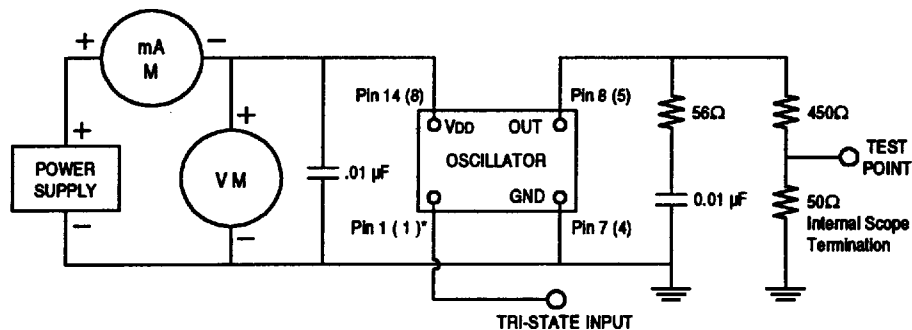 +
mA
M
−
+
POWER
SUPPLY
−
+
V M
−
.01 µF
Pin 14 (8)
Pin 8 (5)
VDD
OUT
OSCILLATOR
GND
Pin 1 ( 1 )*
Pin 7 (4)
TRI-STATE INPUT
56Ω
0.01 µF
450Ω
TEST
POINT
50Ω
Internal Scope
Termination